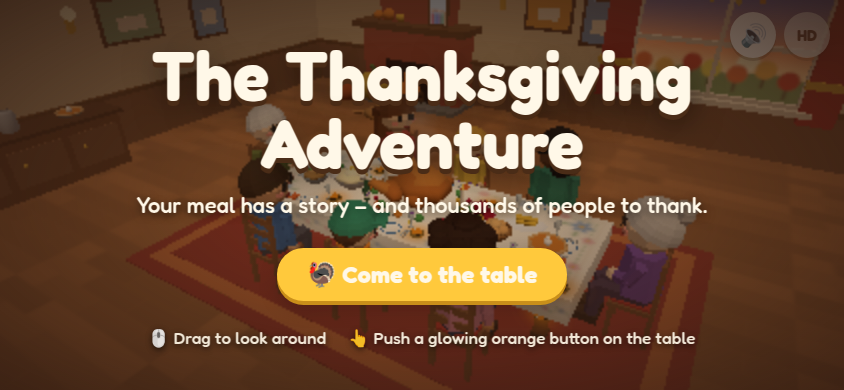 HD
The Thanksgiving
Adventure
Your meal has a story – and thousands of people to thank.
Come to the table
Drag to look around
Push a glowing orange button on the table